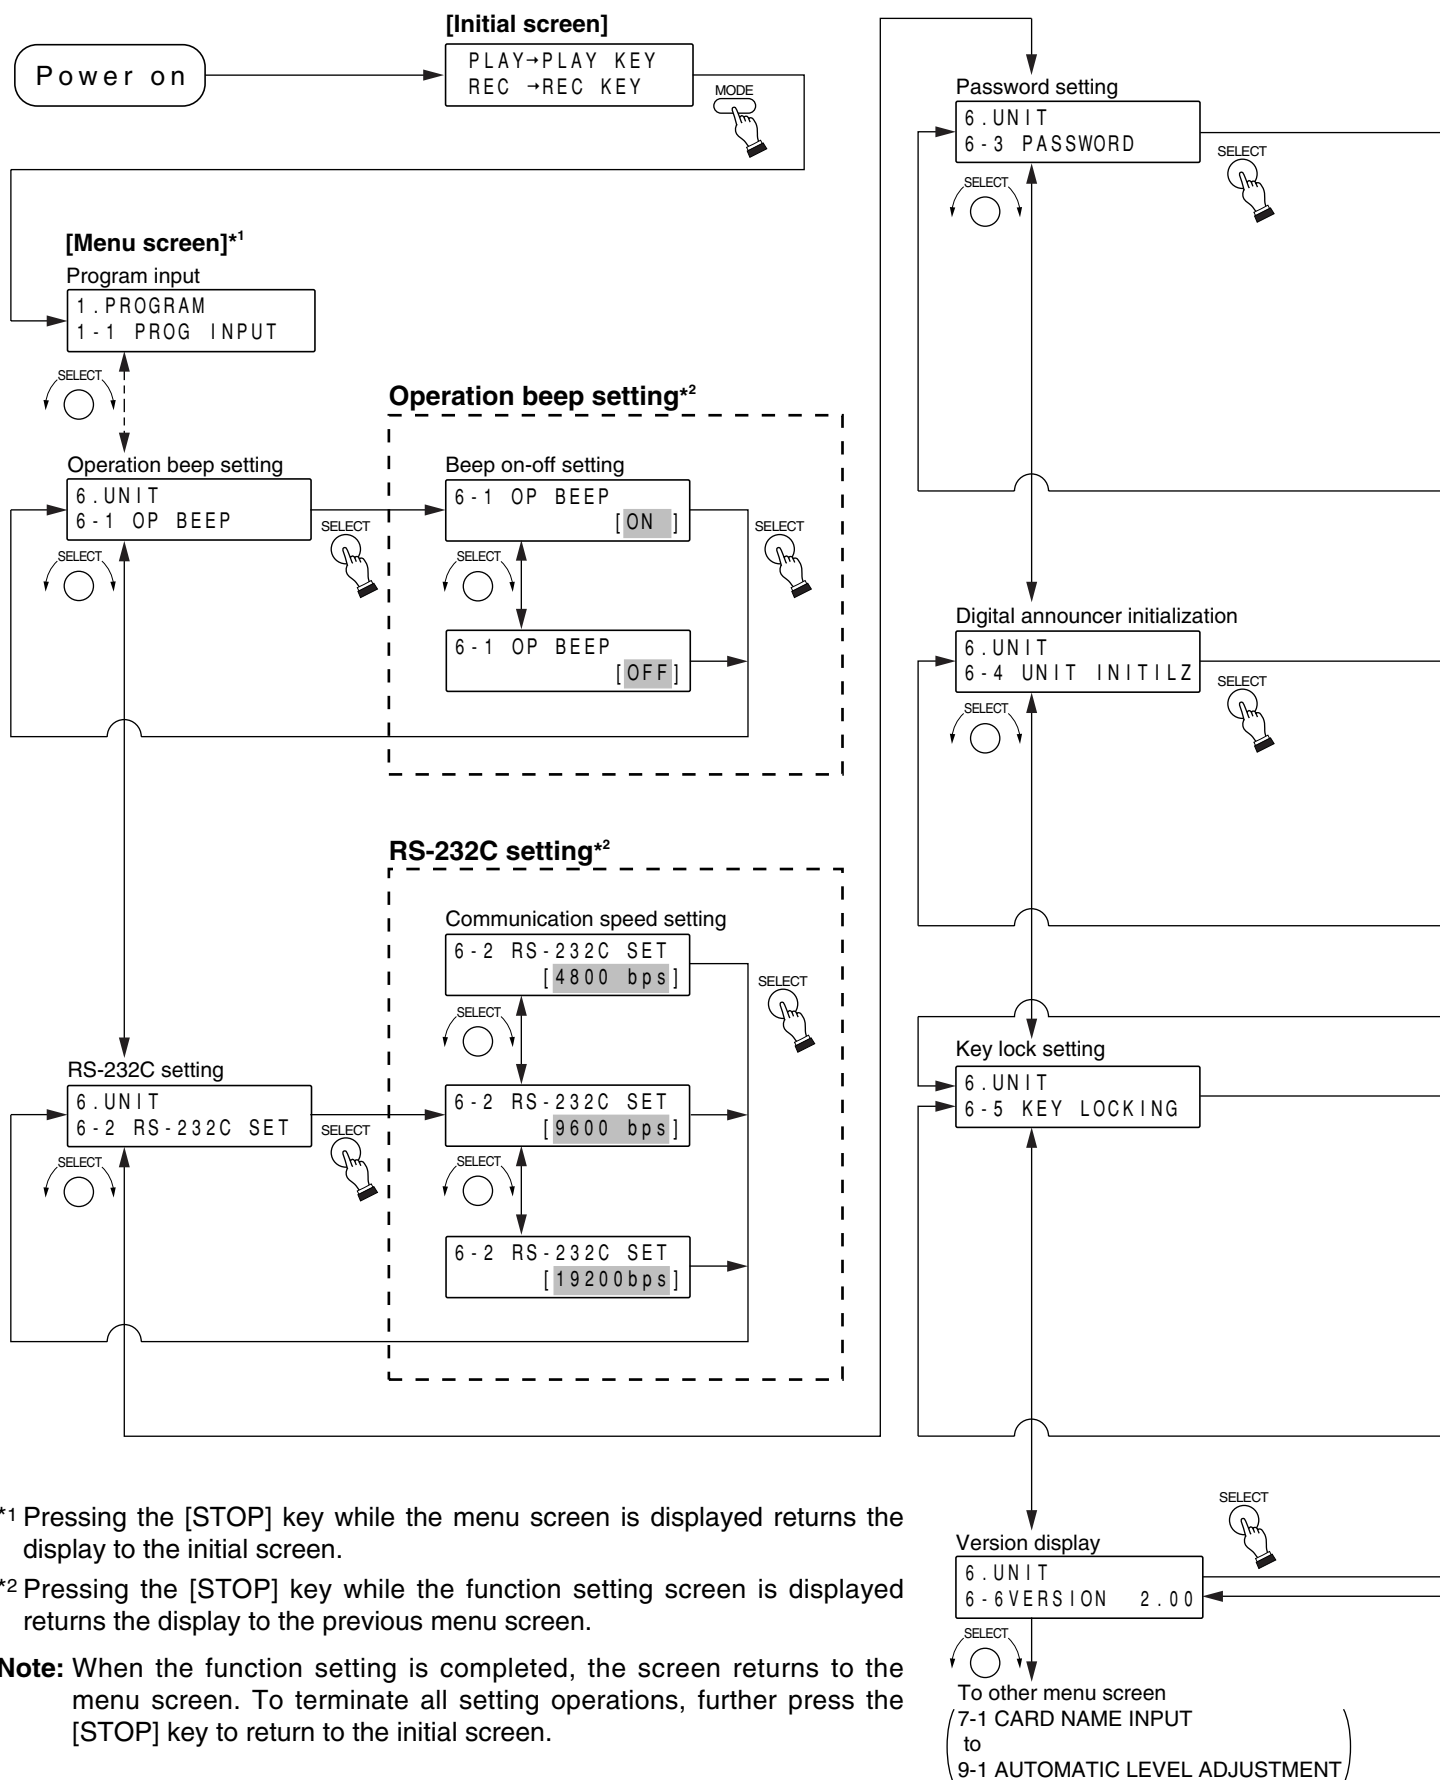 [Initial screen]
Power on
PLAY→PLAY KEY
REC →REC KEY
MODE
[Menu screen]*1
Program input
1.PROGRAM
1-1 PROG INPUT
SELECT
Operation beep setting
6.UNIT
6-1 OP BEEP
SELECT
SELECT
Operation beep setting*2
Beep on-off setting
6-1 OP BEEP
[ON ]
SELECT
SELECT
6-1 OP BEEP
[OFF]
RS-232C setting*2
Communication speed setting
6-2 RS-232C SET
[4800 bps]
SELECT
SELECT
RS-232C setting
6.UNIT
6-2 RS-232C SET
SELECT
SELECT
6-2 RS-232C SET
[9600 bps]
SELECT
6-2 RS-232C SET
[19200bps]
*1 Pressing the [STOP] key while the menu screen is displayed returns the
display to the initial screen.
*2 Pressing the [STOP] key while the function setting screen is displayed
returns the display to the previous menu screen.
Note: When the function setting is completed, the screen returns to the
menu screen. To terminate all setting operations, further press the
[STOP] key to return to the initial screen.
Password setting
6.UNIT
6-3 PASSWORD
SELECT
SELECT
Digital announcer initialization
6.UNIT
6-4 UNIT INITILZ
SELECT
SELECT
Key lock setting
6.UNIT
6-5 KEY LOCKING
SELECT
Version display
6.UNIT
6-6VERSION 2.00
SELECT
To other menu screen
7-1 CARD NAME INPUT
to
9-1 AUTOMATIC LEVEL ADJUSTMENT